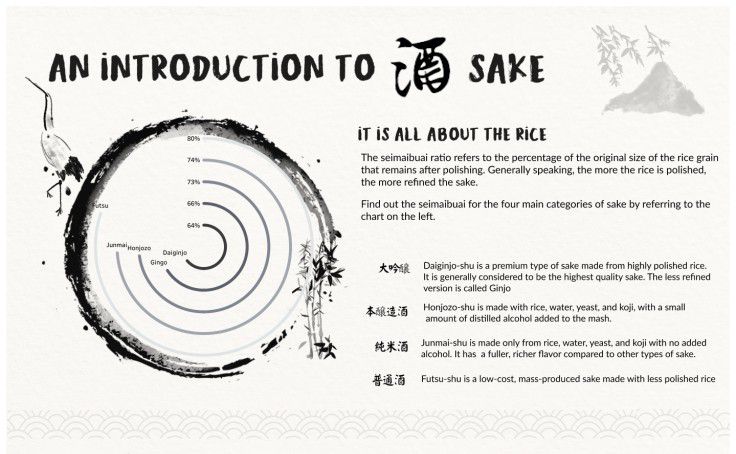 AN INTRODUCTION TO 酒 SAKE
80%
74%
73%
66%
64%
Futsu
Junmai
Honjozo
Daiginjo
Gingo
IT IS ALL ABOUT THE RICE
The seimaibuai ratio refers to the percentage of the original size of the rice grain
that remains after polishing. Generally speaking, the more the rice is polished,
the more refined the sake.
Find out the seimaibuai for the four main categories of sake by referring to the
chart on the left.
大吟醸
Daiginjo-shu is a premium type of sake made from highly polished rice.
It is generally considered to be the highest quality sake. The less refined
version is called Ginjo
本醸造酒
Honjozo-shu is made with rice, water, yeast, and koji, with a small
amount of distilled alcohol added to the mash.
純米酒
Junmai-shu is made only from rice, water, yeast, and koji with no added
alcohol. It has a fuller, richer flavor compared to other types of sake.
普通酒
Futsu-shu is a low-cost, mass-produced sake made with less polished rice